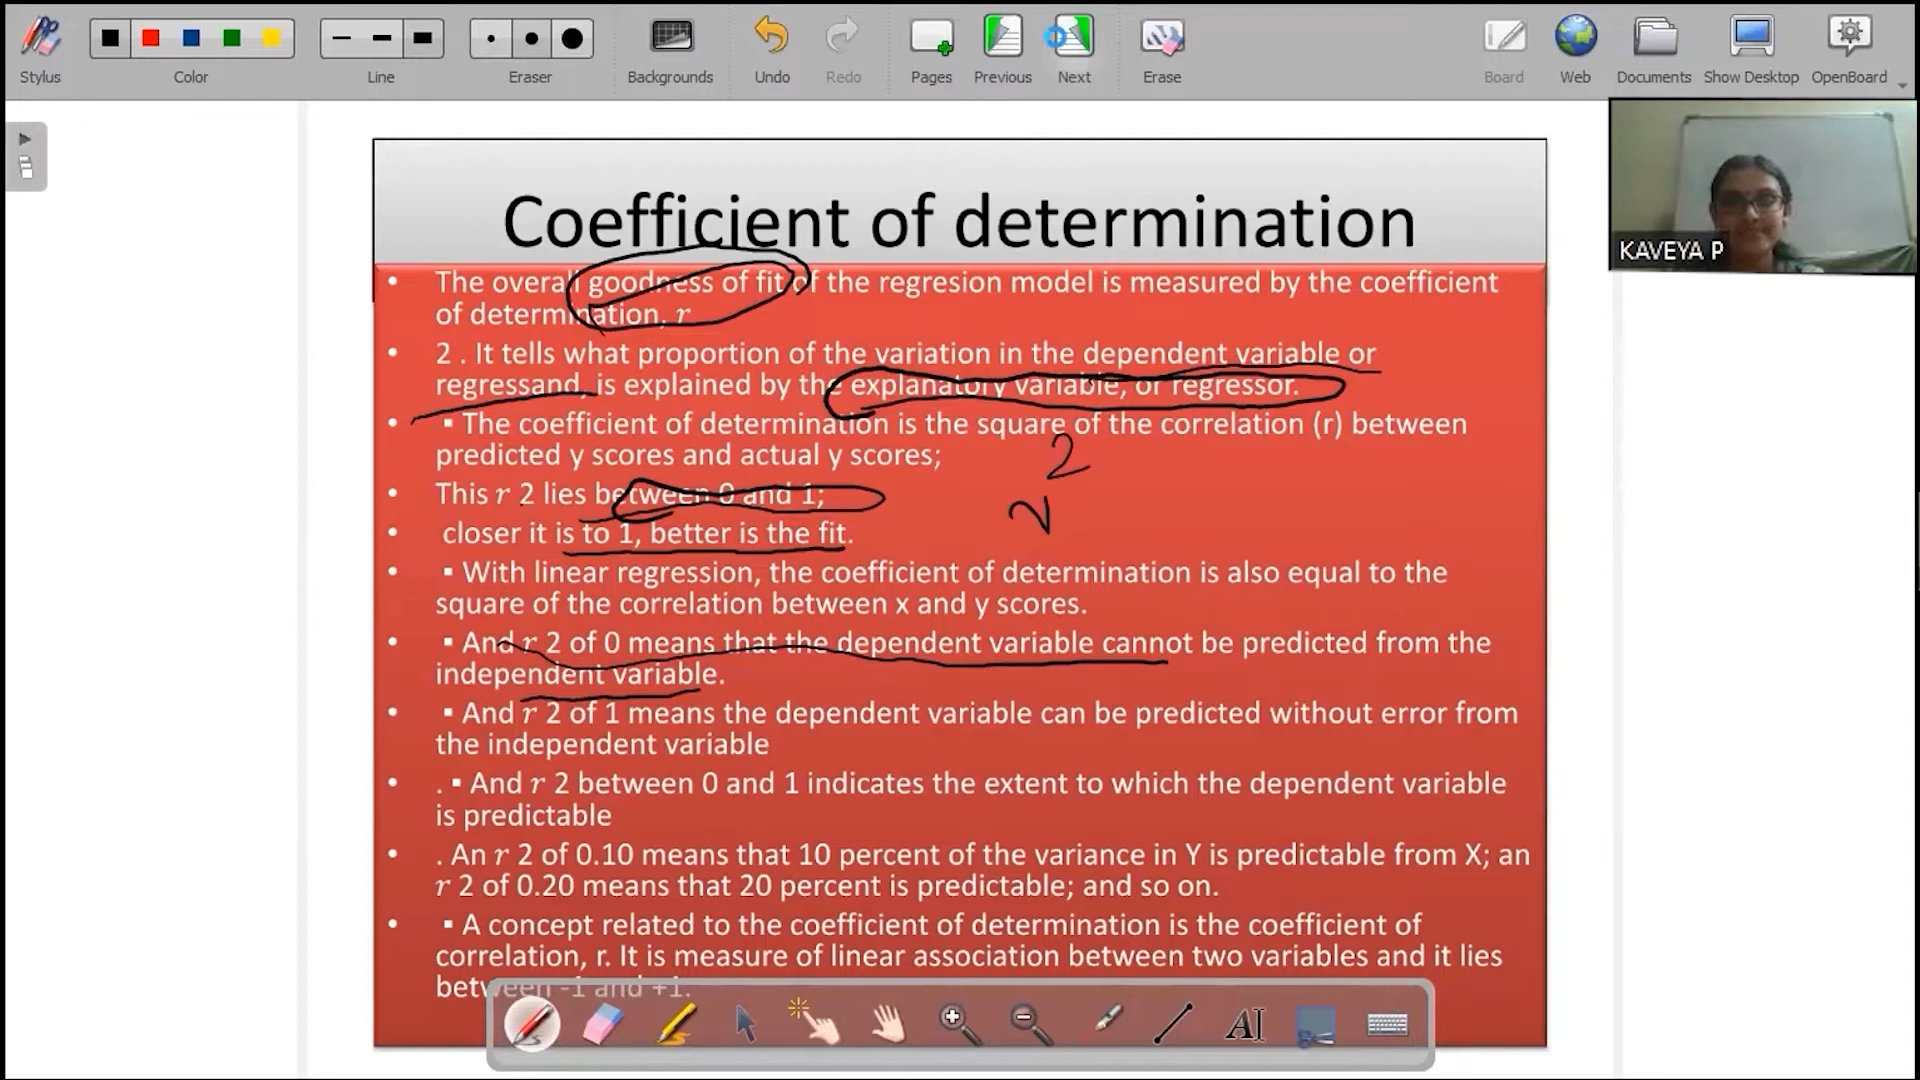 Stylus
Color
Line
Eraser
Backgrounds
Undo
Redo
Pages
Previous
Next
Erase
Board
Web
Documents
Show Desktop
OpenBoard
KAVEYA P
Coefficient of determination
• The overall goodness of fit of the regresion model is measured by the coefficient
of determination, r
• 2 . It tells what proportion of the variation in the dependent variable or
regressand, is explained by the explanatory variable, or regressor.
• ▪ The coefficient of determination is the square of the correlation (r) between
predicted y scores and actual y scores;
2
• This r 2 lies between 0 and 1;
r
• closer it is to 1, better is the fit.
• ▪ With linear regression, the coefficient of determination is also equal to the
square of the correlation between x and y scores.
• ▪ And r 2 of 0 means that the dependent variable cannot be predicted from the
independent variable.
• ▪ And r 2 of 1 means the dependent variable can be predicted without error from
the independent variable
• . ▪ And r 2 between 0 and 1 indicates the extent to which the dependent variable
is predictable
• . An r 2 of 0.10 means that 10 percent of the variance in Y is predictable from X; an
r 2 of 0.20 means that 20 percent is predictable; and so on.
• ▪ A concept related to the coefficient of determination is the coefficient of
correlation, r. It is measure of linear association between two variables and it lies
between -1 and +1.
AI